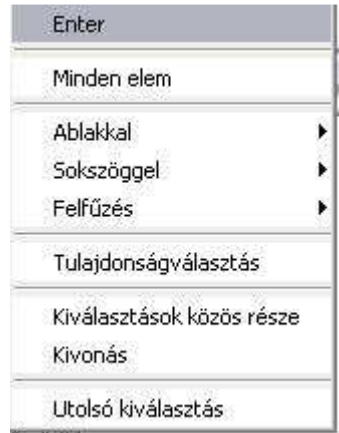 Enter
Minden elem
Ablakkal
Sokszöggel
Felfűzés
Tulajdonságválasztás
Kiválasztások közös része
Kivonás
Utolsó kiválasztás